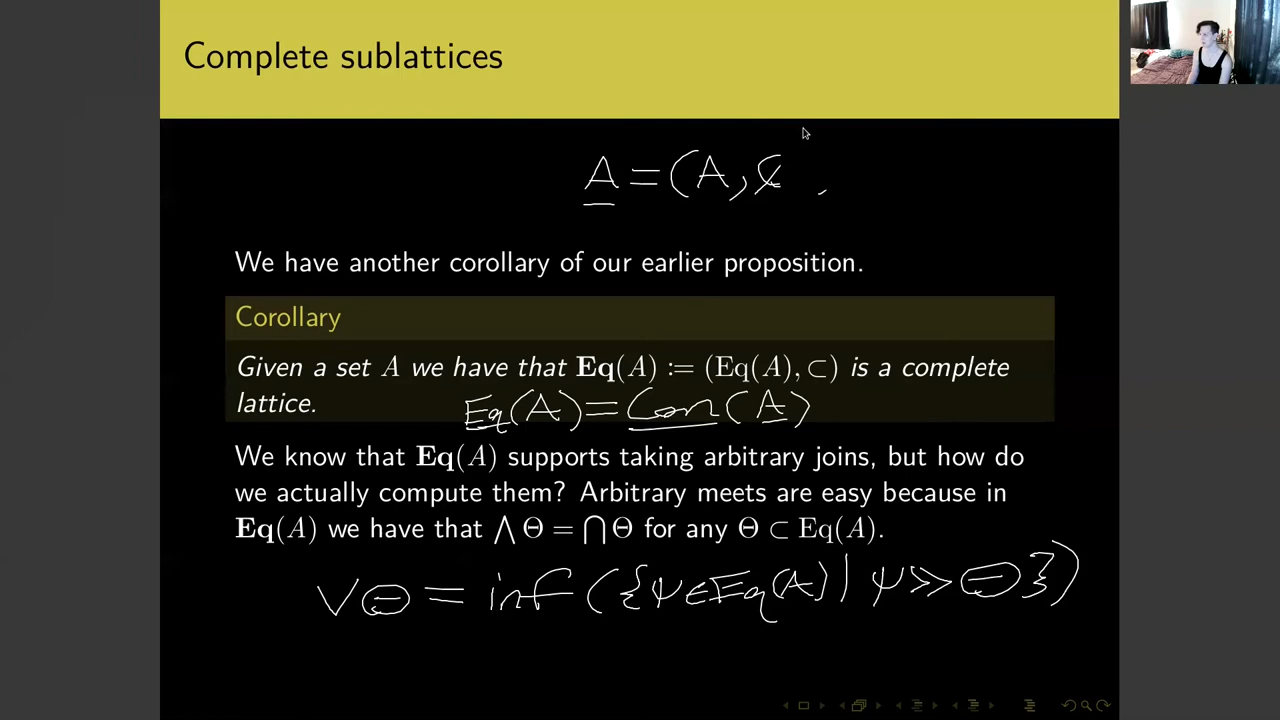 Complete sublattices
A = (A,
We have another corollary of our earlier proposition.
Corollary
Given a set A we have that Eq(A) := (Eq(A), ⊂) is a complete
lattice.
Eq(A) = Con(A)
We know that Eq(A) supports taking arbitrary joins, but how do
we actually compute them? Arbitrary meets are easy because in
Eq(A) we have that ⋀ Θ = ⋂ Θ for any Θ ⊂ Eq(A).
∨Θ = inf({ψ∈Eq(A) | ψ ≫ Θ})